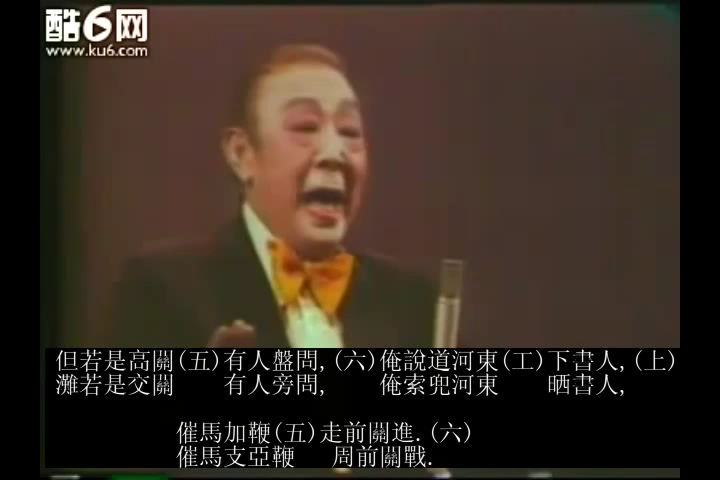 酷6网
www.ku6.com
但若是高關(五)有人盤問,(六)俺說道河東(工)下書人,(上)
灘若是交關 有人旁問, 俺索兜河東 晒書人,
催馬加鞭(五)走前關進.(六)
催馬支亞鞭 周前關戰.